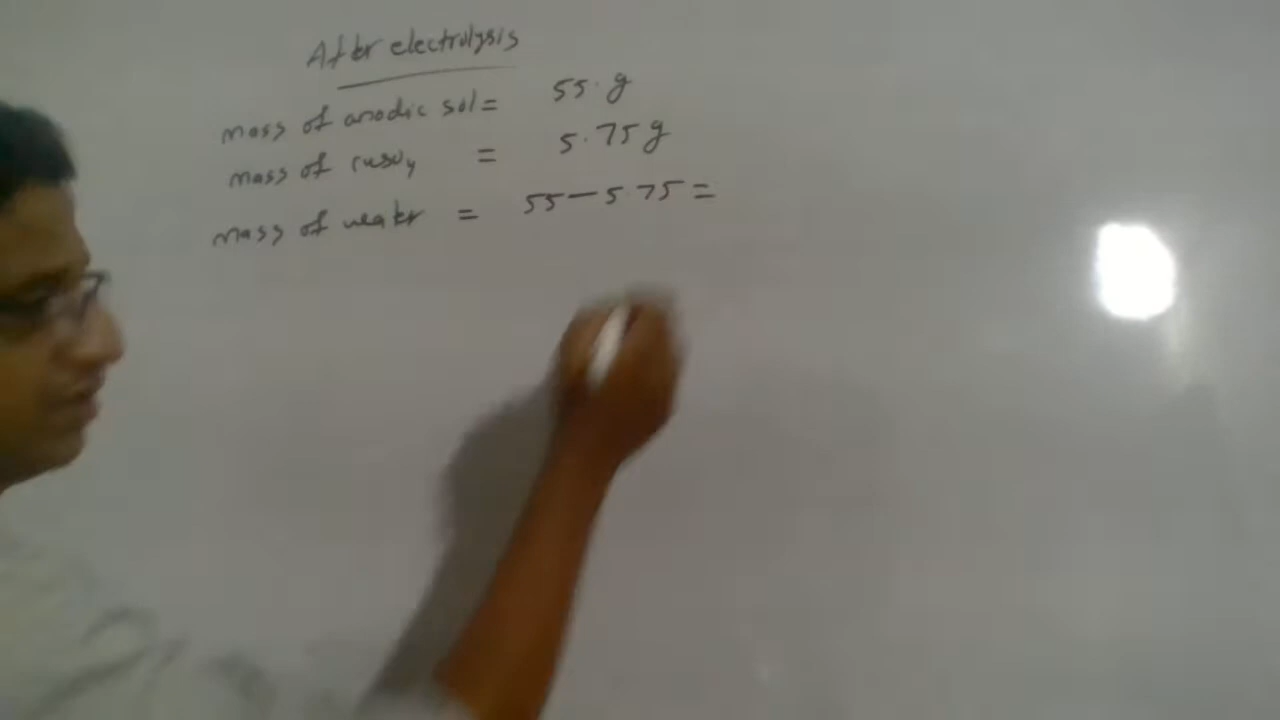 After electrolysis
mass of anodic sol = 55. g
mass of CuSO4 = 5.75 g
mass of water = 55 - 5.75 =